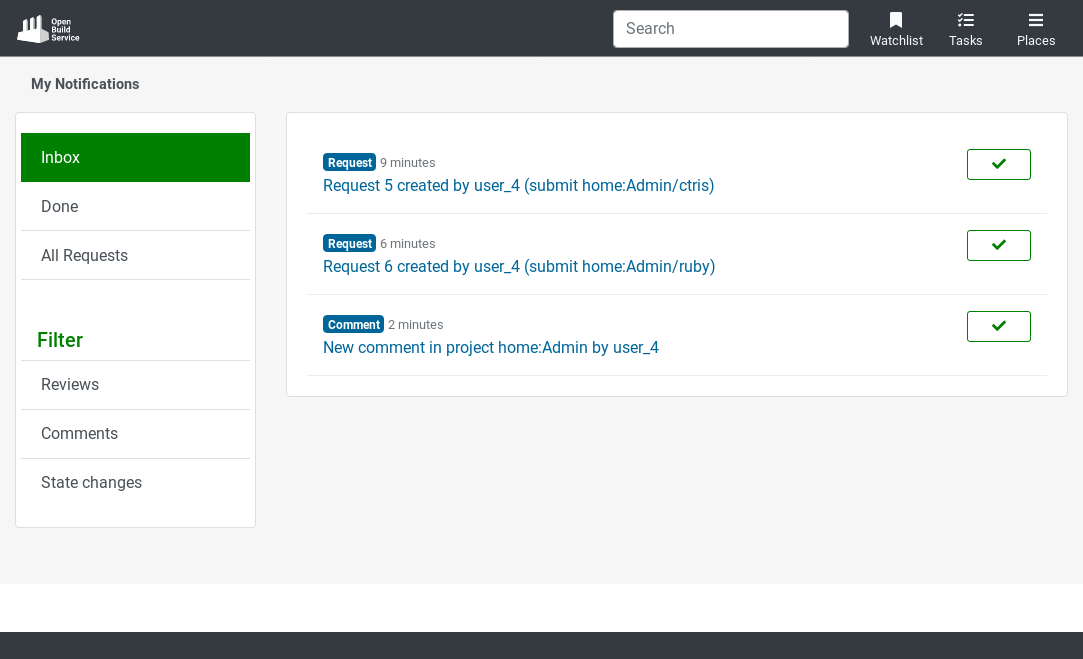 Open
Build
Service
Search
Watchlist
Tasks
Places
My Notifications
Inbox
Done
All Requests
Filter
Reviews
Comments
State changes
Request 9 minutes
Request 5 created by user_4 (submit home:Admin/ctris)
Request 6 minutes
Request 6 created by user_4 (submit home:Admin/ruby)
Comment 2 minutes
New comment in project home:Admin by user_4